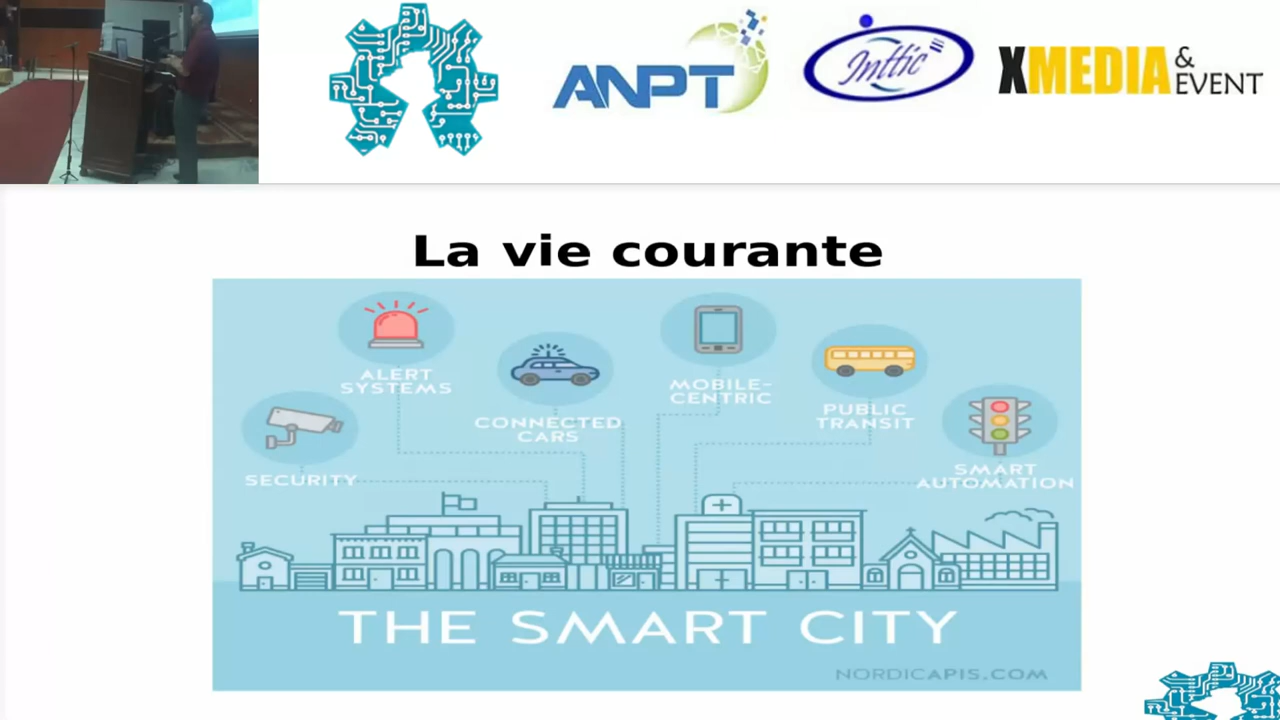 ANPT
Inttic
XMEDIA & EVENT
La vie courante
ALERT
SYSTEMS
MOBILE-
CENTRIC
CONNECTED
CARS
PUBLIC
TRANSIT
SECURITY
SMART
AUTOMATION
THE SMART CITY
NORDICAPIS.COM